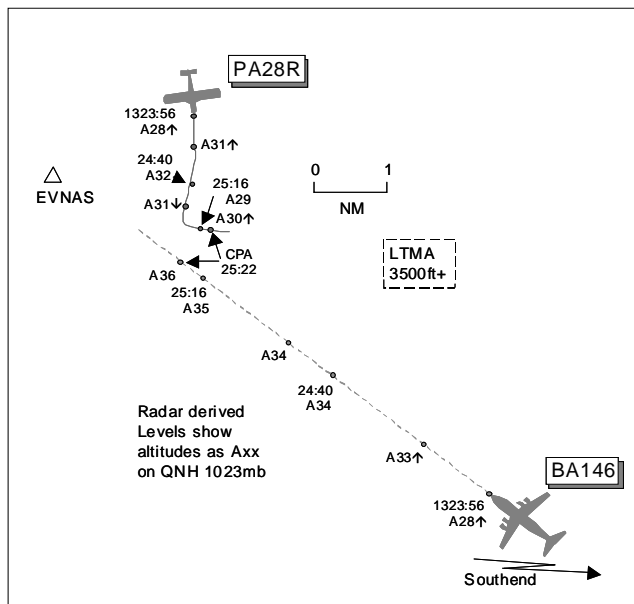 PA28R
1323:56
A28↑
A31↑
24:40
A32
EVNAS
25:16
A29
A31↓
A30↑
0 1
NM
LTMA
3500ft+
CPA
25:22
A36
25:16
A35
A34
24:40
A34
Radar derived
Levels show
altitudes as Axx
on QNH 1023mb
A33↑
BA146
1323:56
A28↑
Southend